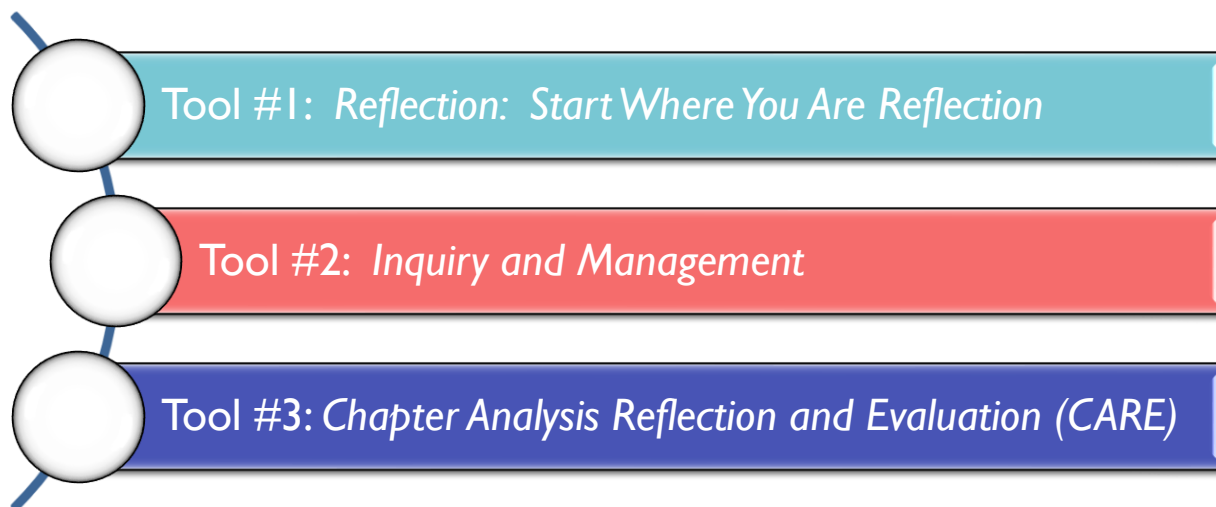 Tool #1: Reflection: Start Where You Are Reflection
Tool #2: Inquiry and Management
Tool #3: Chapter Analysis Reflection and Evaluation (CARE)